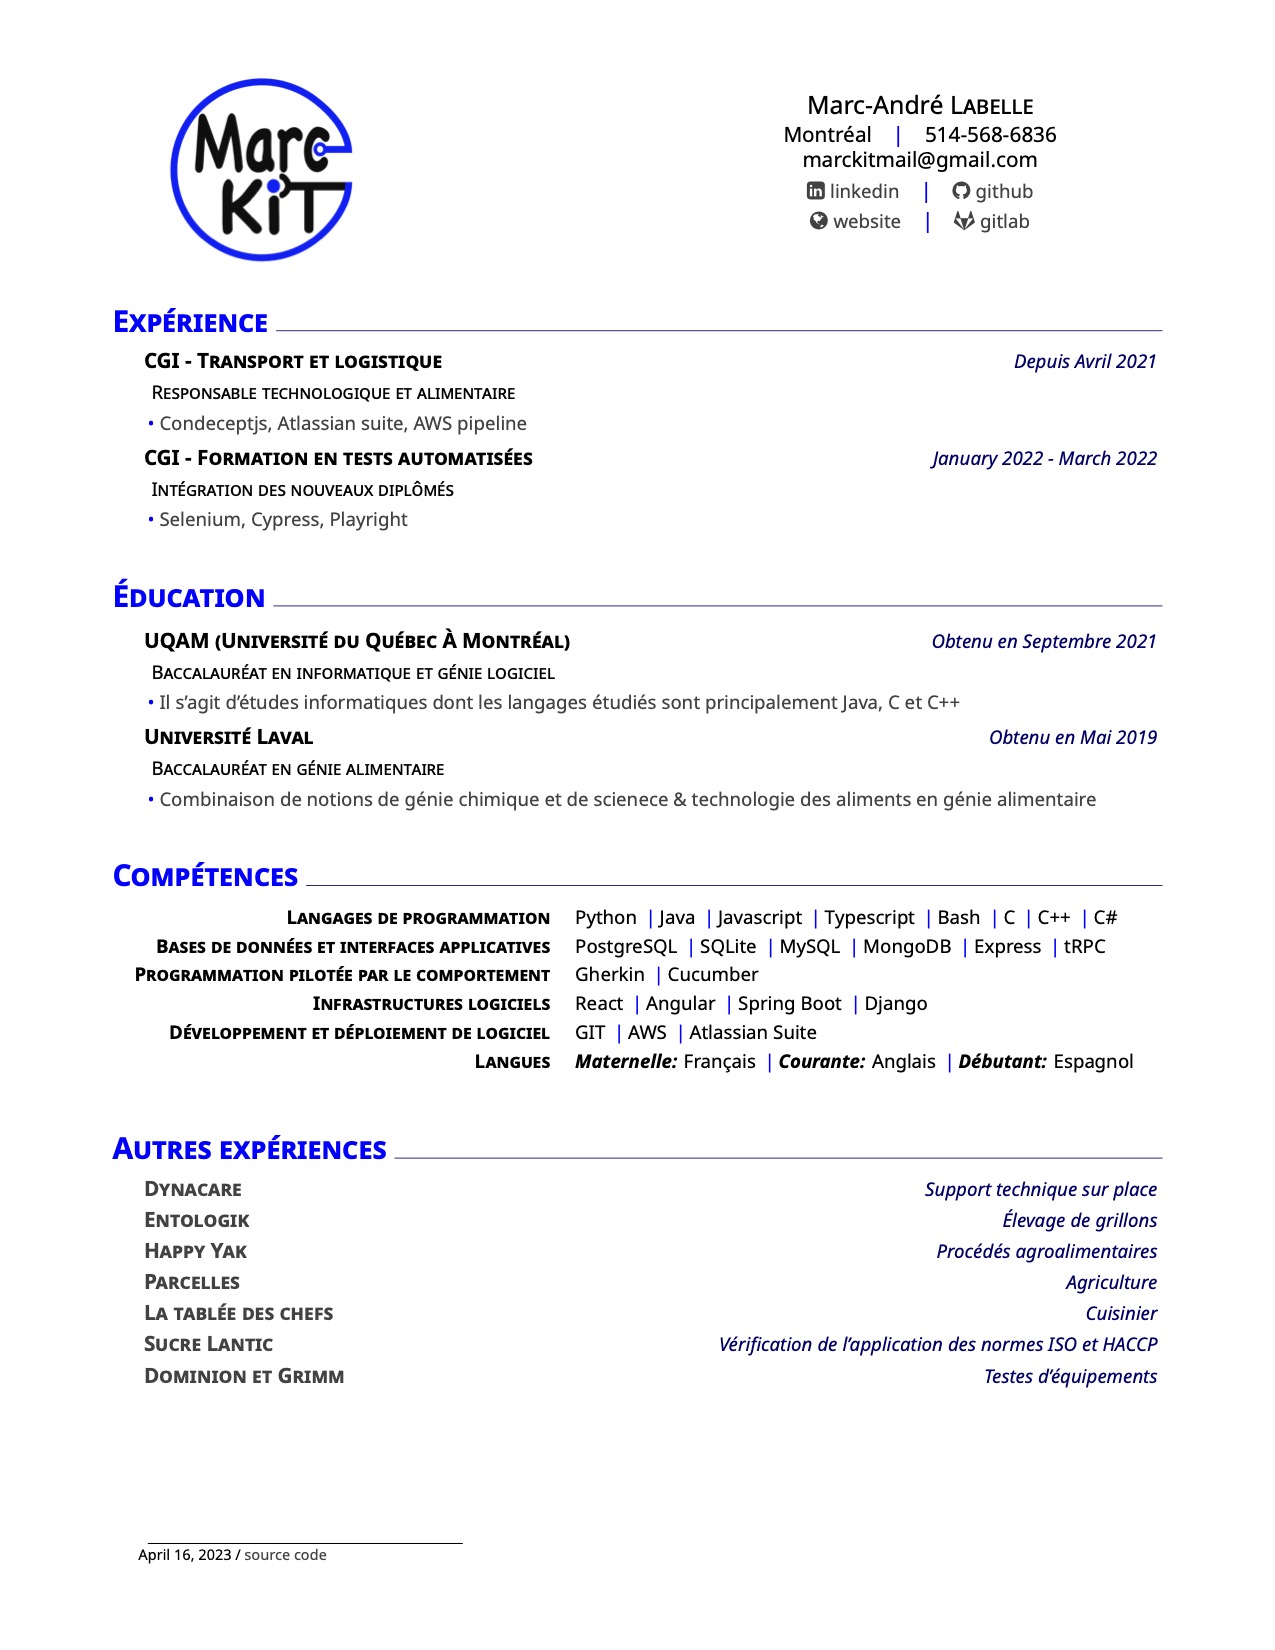 Marc
KiT
Marc-André LABELLE
Montréal | 514-568-6836
marckitmail@gmail.com
linkedin | github
website | gitlab
EXPÉRIENCE
CGI - TRANSPORT ET LOGISTIQUE Depuis Avril 2021
RESPONSABLE TECHNOLOGIQUE ET ALIMENTAIRE
• Condeceptjs, Atlassian suite, AWS pipeline
CGI - FORMATION EN TESTS AUTOMATISÉES January 2022 - March 2022
INTÉGRATION DES NOUVEAUX DIPLÔMÉS
• Selenium, Cypress, Playright
ÉDUCATION
UQAM (UNIVERSITÉ DU QUÉBEC À MONTRÉAL) Obtenu en Septembre 2021
BACCALAURÉAT EN INFORMATIQUE ET GÉNIE LOGICIEL
• Il s’agit d’études informatiques dont les langages étudiés sont principalement Java, C et C++
UNIVERSITÉ LAVAL Obtenu en Mai 2019
BACCALAURÉAT EN GÉNIE ALIMENTAIRE
• Combinaison de notions de génie chimique et de scienece & technologie des aliments en génie alimentaire
COMPÉTENCES
LANGAGES DE PROGRAMMATION Python | Java | Javascript | Typescript | Bash | C | C++ | C#
BASES DE DONNÉES ET INTERFACES APPLICATIVES PostgreSQL | SQLite | MySQL | MongoDB | Express | tRPC
PROGRAMMATION PILOTÉE PAR LE COMPORTEMENT Gherkin | Cucumber
INFRASTRUCTURES LOGICIELS React | Angular | Spring Boot | Django
DÉVELOPPEMENT ET DÉPLOIEMENT DE LOGICIEL GIT | AWS | Atlassian Suite
LANGUES Maternelle: Français | Courante: Anglais | Débutant: Espagnol
AUTRES EXPÉRIENCES
DYNACARE Support technique sur place
ENTOLOGIK Élevage de grillons
HAPPY YAK Procédés agroalimentaires
PARCELLES Agriculture
LA TABLÉE DES CHEFS Cuisinier
SUCRE LANTIC Vérification de l’application des normes ISO et HACCP
DOMINION ET GRIMM Testes d’équipements
April 16, 2023 / source code